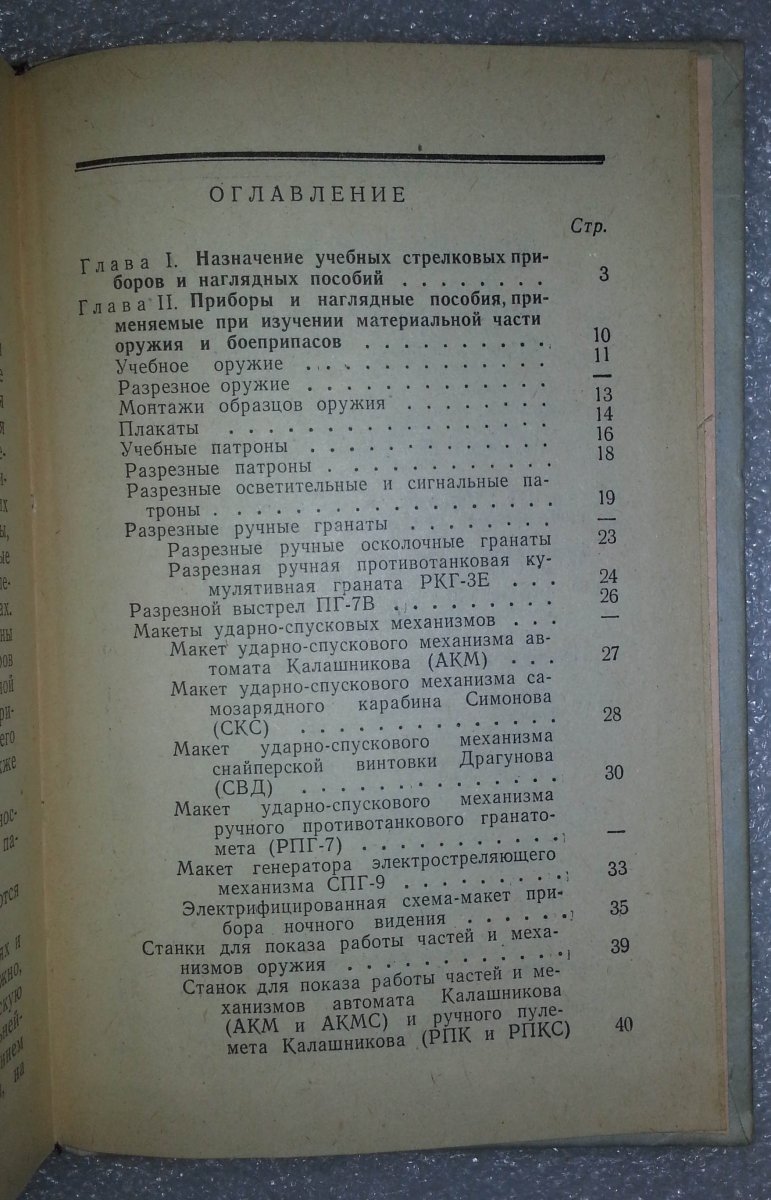 ОГЛАВЛЕНИЕ
Стр.
Глава I. Назначение учебных стрелковых при-
боров и наглядных пособий . . . . . . . . 3
Глава II. Приборы и наглядные пособия, при-
меняемые при изучении материальной части
оружия и боеприпасов . . . . . . . . . . 10
Учебное оружие . . . . . . . . . . . . . 11
Разрезное оружие . . . . . . . . . . . . —
Монтажи образцов оружия . . . . . . . . 13
Плакаты . . . . . . . . . . . . . . . . 14
Учебные патроны . . . . . . . . . . . . 16
Разрезные патроны . . . . . . . . . . . 18
Разрезные осветительные и сигнальные па-
троны . . . . . . . . . . . . . . . . . 19
Разрезные ручные гранаты . . . . . . . . —
Разрезные ручные осколочные гранаты 23
Разрезная ручная противотанковая ку-
мулятивная граната РКГ-3Е . . . 24
Разрезной выстрел ПГ-7В . . . . . . . . 26
Макеты ударно-спусковых механизмов . . . —
Макет ударно-спускового механизма ав-
томата Калашникова (АКМ) . . . 27
Макет ударно-спускового механизма са-
мозарядного карабина Симонова
(СКС) . . . . . . . . . . . . . . 28
Макет ударно-спускового механизма
снайперской винтовки Драгунова
(СВД) . . . . . . . . . . . . . . 30
Макет ударно-спускового механизма
ручного противотанкового гранато-
мета (РПГ-7) . . . . . . . . . . . —
Макет генератора электростреляющего
механизма СПГ-9 . . . . . . . . . 33
Электрифицированная схема-макет при-
бора ночного видения . . . . . . 35
Станки для показа работы частей и меха-
низмов оружия . . . . . . . . . . . . 39
Станок для показа работы частей и ме-
ханизмов автомата Калашникова
(АКМ и АКМС) и ручного пуле-
мета Калашникова (РПК и РПКС) 40